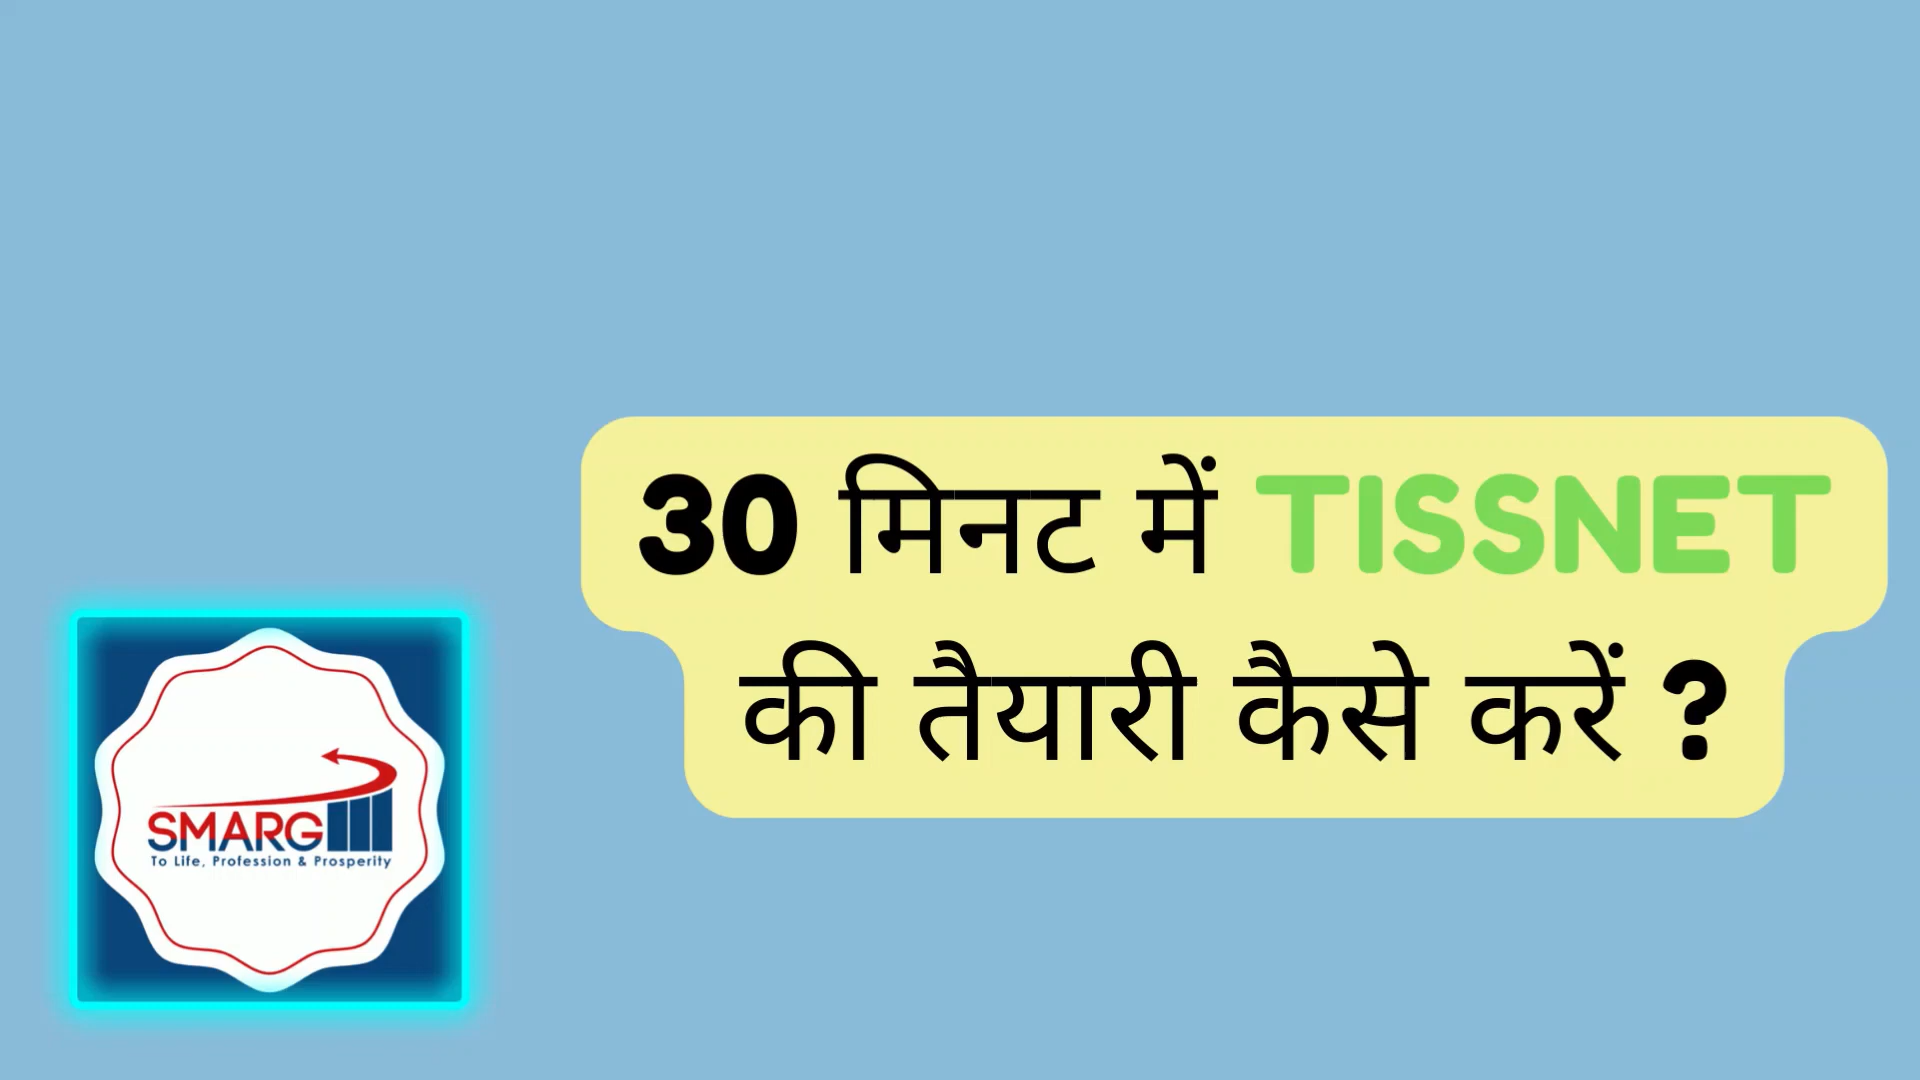 30 मिनट में TISSNET
की तैयारी कैसे करें ?
SMARG
To Life, Profession & Prosperity